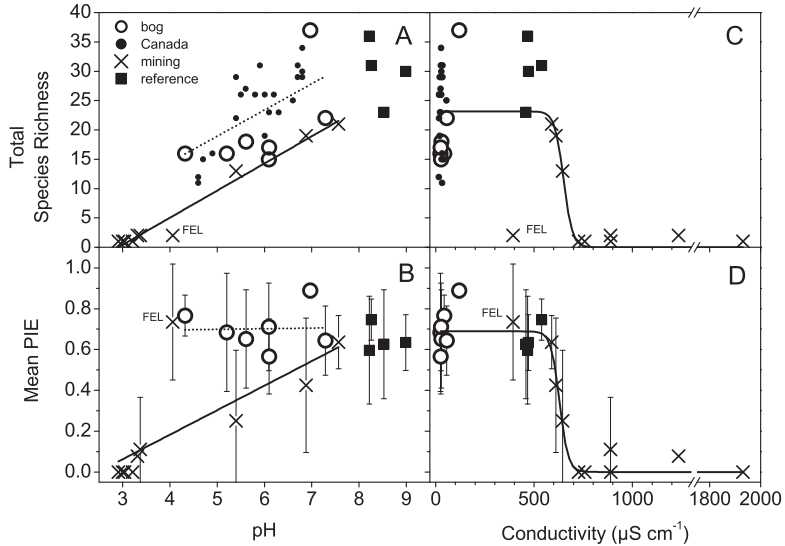 40
35
30
25
20
15
10
5
0
Total
Species Richness
bog
Canada
mining
reference
A
FEL
C
FEL
1.0
0.8
0.6
0.4
0.2
0.0
Mean PIE
B
FEL
D
FEL
3 4 5 6 7 8 9
pH
0 500 1000 1800 2000
Conductivity (µS cm⁻¹)